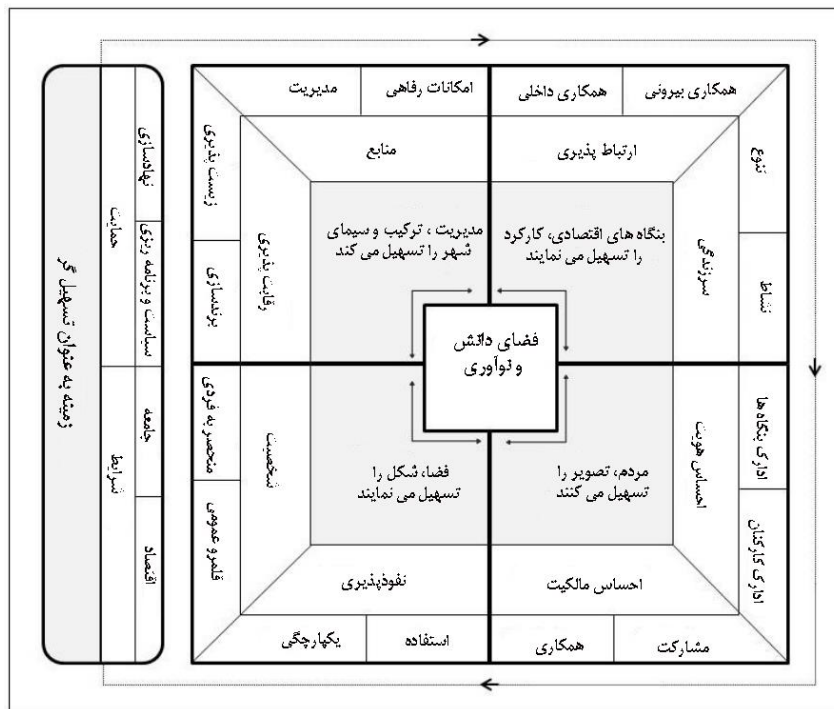 همکاری بیرونی
همکاری داخلی
امکانات رفاهی
مدیریت
ارتباط پذیری
منابع
تنوع
نشاط
سرزندگی
زیست پذیری
برندسازی
رقابت پذیری
بنگاه های اقتصادی، کارکرد
را تسهیل می نمایند
مدیریت ، ترکیب و سیمای
شهر را تسهیل می کند
فضای دانش
و نوآوری
مردم، تصویر را
تسهیل می کنند
فضا، شکل را
تسهیل می نمایند
ادارک بنگاه ها
ادارک کارکنان
احساس هویت
شخصیت
منحصر به فردی
قلمرو عمومی
احساس مالکیت
نفوذپذیری
مشارکت
همکاری
استفاده
یکپارچگی
نهادسازی
سیاست و برنامه ریزی
جامعه
اقتصاد
حمایت
شرایط
زمینه به عنوان تسهیل گر